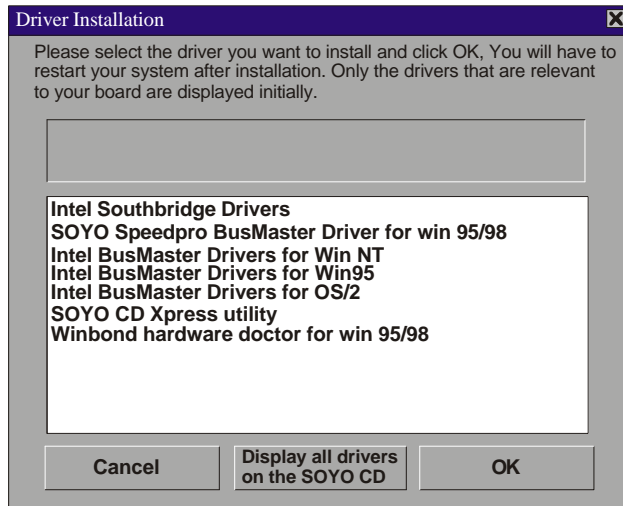 Driver Installation
Please select the driver you want to install and click OK, You will have to
restart your system after installation. Only the drivers that are relevant
to your board are displayed initially.
Intel Southbridge Drivers
SOYO Speedpro BusMaster Driver for win 95/98
Intel BusMaster Drivers for Win NT
Intel BusMaster Drivers for Win95
Intel BusMaster Drivers for OS/2
SOYO CD Xpress utility
Winbond hardware doctor for win 95/98
Cancel
Display all drivers
on the SOYO CD
OK